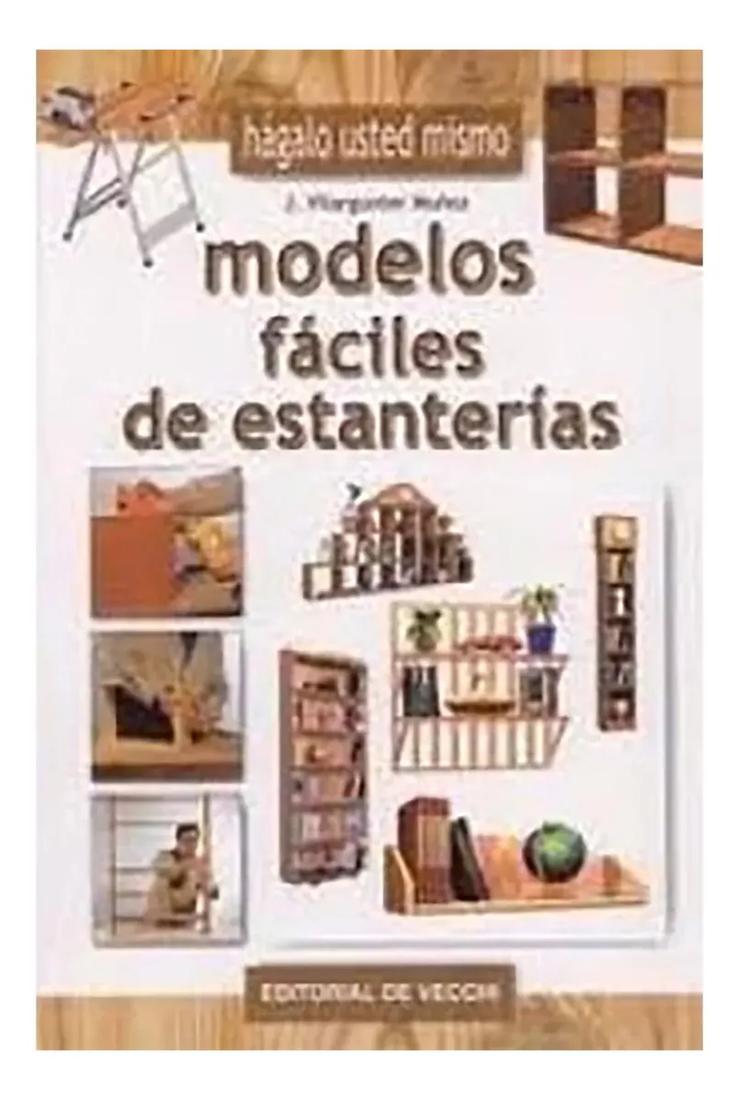 hágalo usted mismo
J.
modelos
fáciles
de estanterías
EDITORIAL DE VECCHI